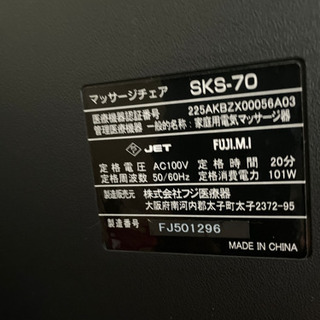 マッサージチェア SKS-70
医療機器認証番号 225AKBZX00056A03
管理医療機器 一般的名称：家庭用電気マッサージ器
JET FUJI.M.I
定格電圧 AC100V 定格時間 20分
定格周波数 50/60Hz 定格消費電力 101W
製造販売元 株式会社フジ医療器
大阪府南河内郡太子町太子2372-95
製造番号 FJ501296
MADE IN CHINA